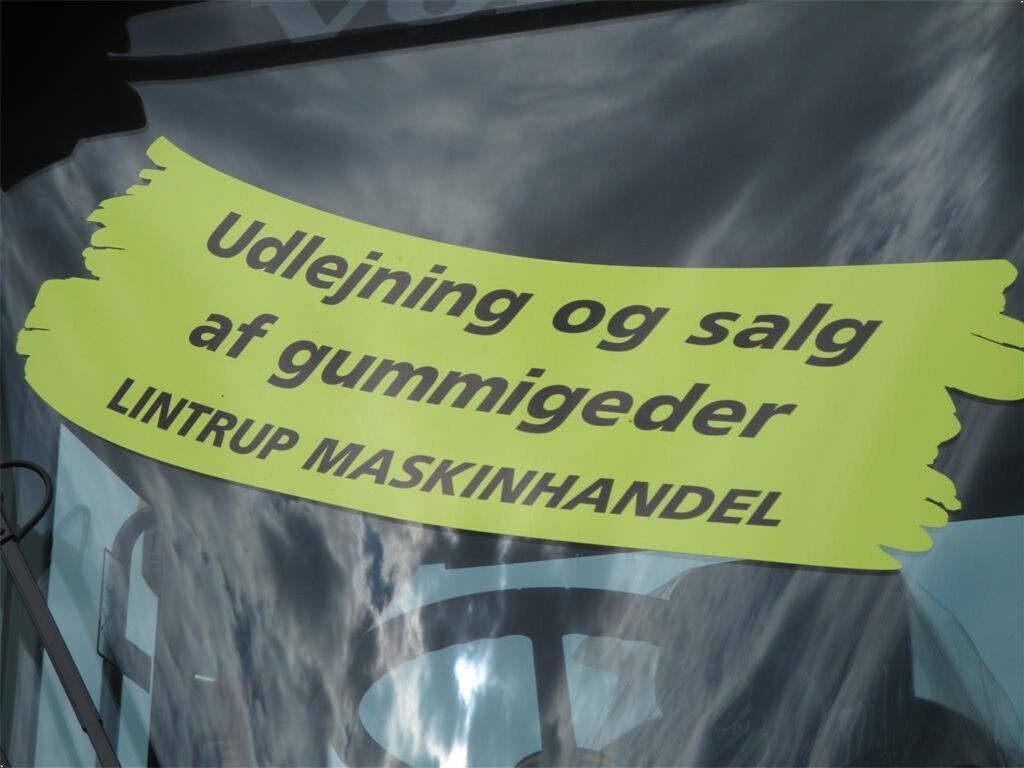 Udlejning og salg
af gummigeder
LINTRUP MASKINHANDEL